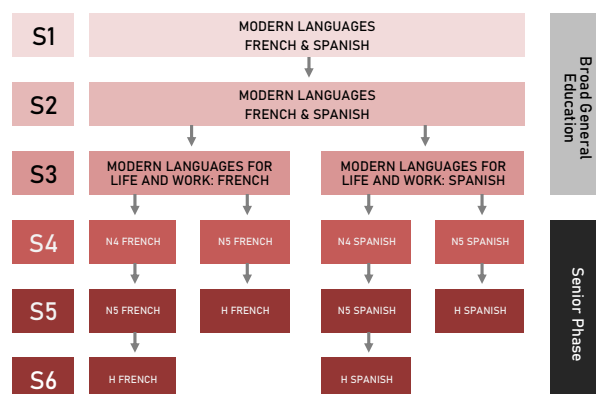 S1
MODERN LANGUAGES
FRENCH & SPANISH
S2
MODERN LANGUAGES
FRENCH & SPANISH
S3
MODERN LANGUAGES FOR
LIFE AND WORK: FRENCH
MODERN LANGUAGES FOR
LIFE AND WORK: SPANISH
Broad General
Education
S4
N4 FRENCH
N5 FRENCH
N4 SPANISH
N5 SPANISH
S5
N5 FRENCH
H FRENCH
N5 SPANISH
H SPANISH
S6
H FRENCH
H SPANISH
Senior Phase